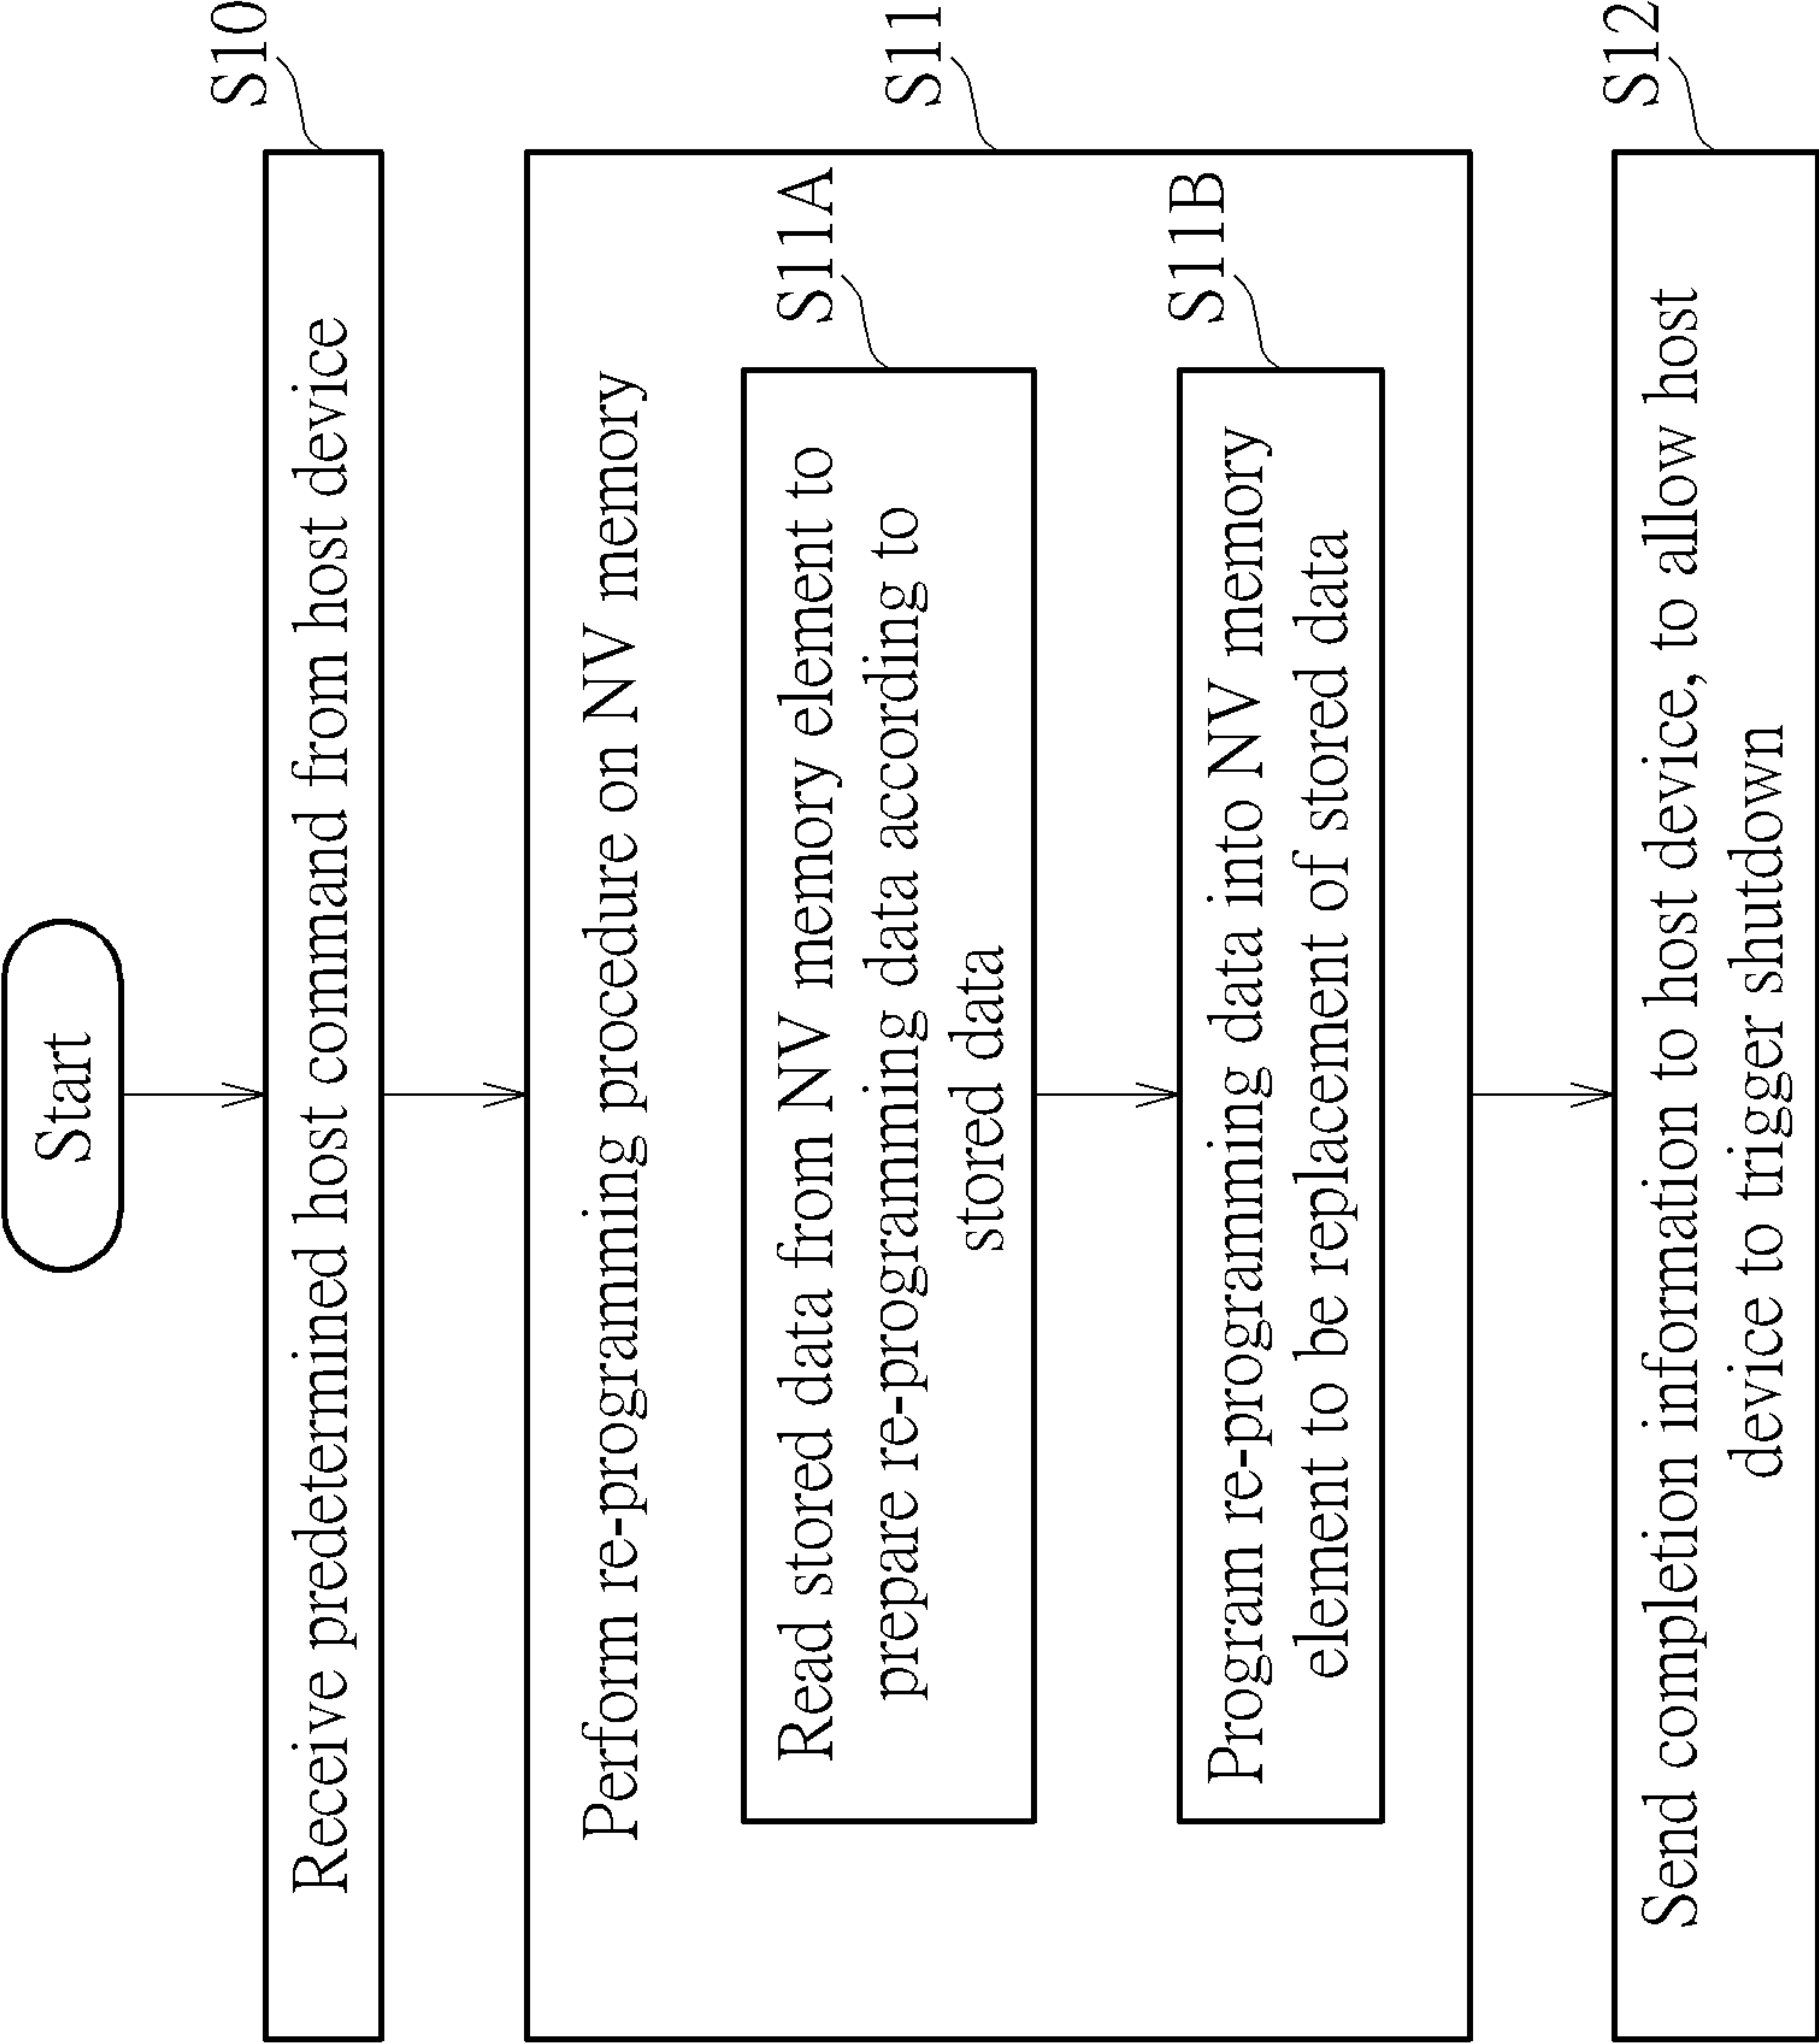 Start
S10
Receive predetermined host command from host device
S11
Perform re-programming procedure on NV memory
S11A
Read stored data from NV memory element to
prepare re-programming data according to
stored data
S11B
Program re-programming data into NV memory
element to be replacement of stored data
S12
Send completion information to host device, to allow host
device to trigger shutdown